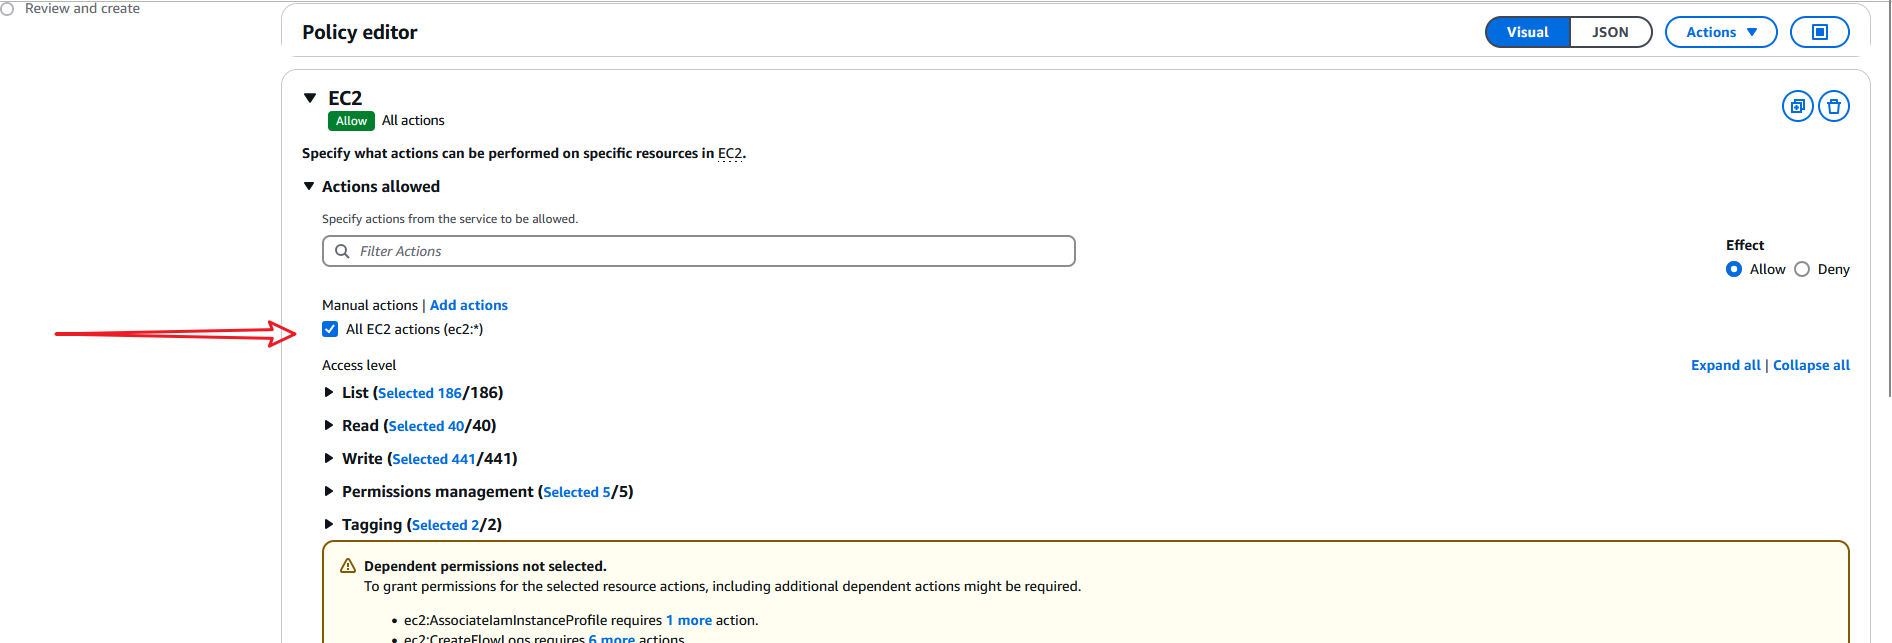 Review and create
Policy editor
Visual JSON Actions
EC2
Allow All actions
Specify what actions can be performed on specific resources in EC2.
Actions allowed
Specify actions from the service to be allowed.
Filter Actions
Effect
Allow Deny
Manual actions | Add actions
All EC2 actions (ec2:*)
Access level
Expand all | Collapse all
List (Selected 186/186)
Read (Selected 40/40)
Write (Selected 441/441)
Permissions management (Selected 5/5)
Tagging (Selected 2/2)
Dependent permissions not selected.
To grant permissions for the selected resource actions, including additional dependent actions might be required.
• ec2:AssociateIamInstanceProfile requires 1 more action.
• ec2:CreateFlowLogs requires 6 more actions.